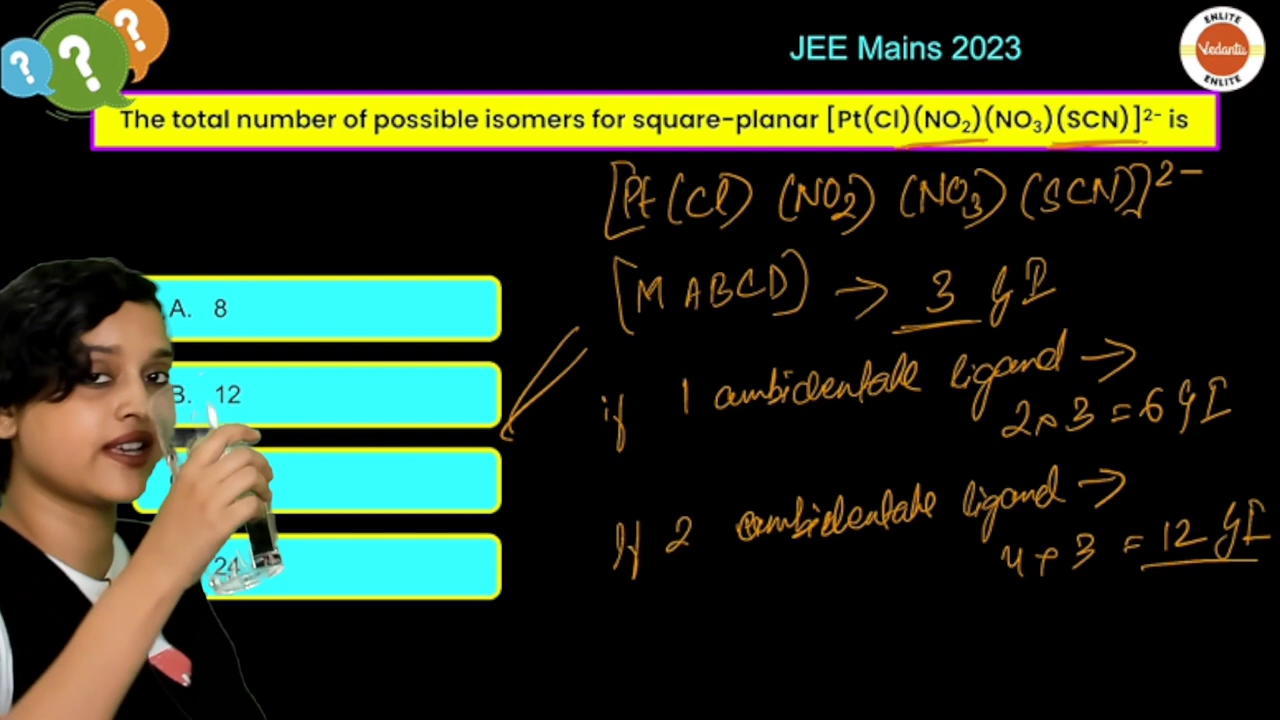 ? ? ?
JEE Mains 2023
ENLITE
Vedantu
ENLITE
The total number of possible isomers for square-planar [Pt(Cl)(NO₂)(NO₃)(SCN)]²⁻ is
[Pt(Cl) (NO₂) (NO₃) (SCN)]²⁻
[M ABCD] → 3 GI
if 1 ambidentate ligand →
2×3 = 6 GI
If 2 ambidentate ligand →
4×3 = 12 GI
A. 8
B. 12
24